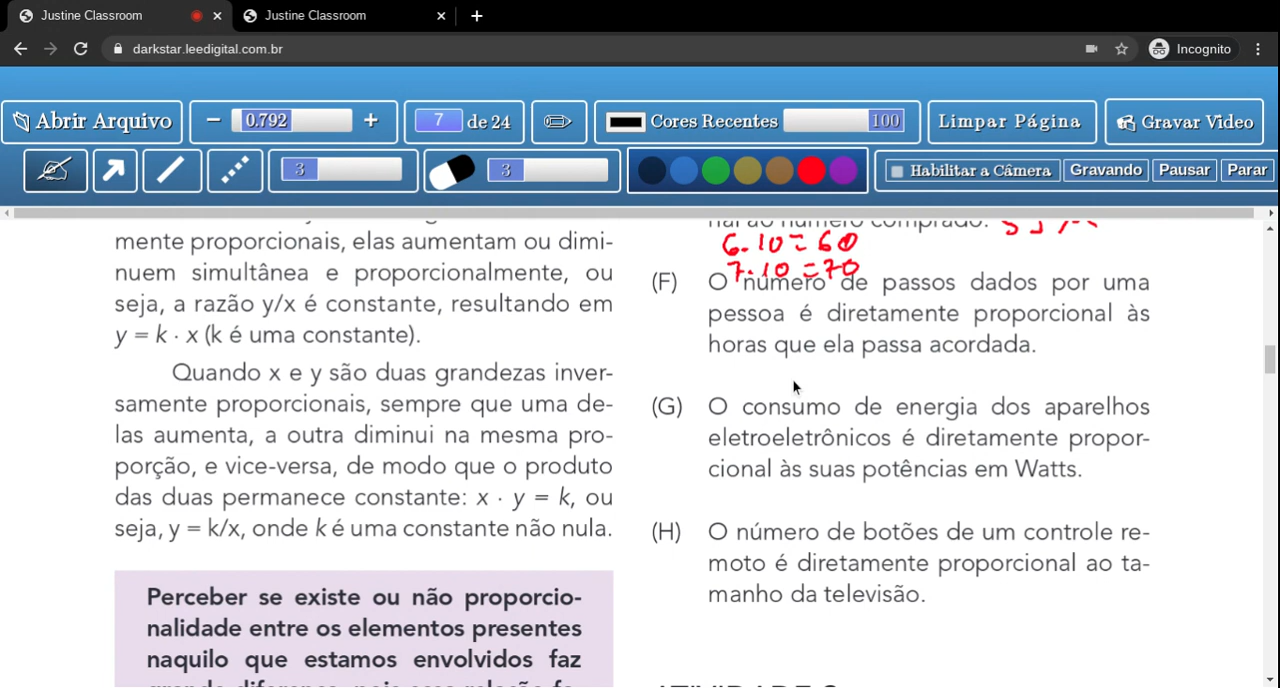 Justine Classroom
Justine Classroom
darkstar.leedigital.com.br
Incognito
Abrir Arquivo
0.792
7 de 24
Cores Recentes
100
Limpar Página
Gravar Video
3
3
Habilitar a Câmera
Gravando
Pausar
Parar
mente proporcionais, elas aumentam ou dimi-
nuem simultânea e proporcionalmente, ou
seja, a razão y/x é constante, resultando em
y = k · x (k é uma constante).
Quando x e y são duas grandezas inver-
samente proporcionais, sempre que uma de-
las aumenta, a outra diminui na mesma pro-
porção, e vice-versa, de modo que o produto
das duas permanece constante: x · y = k, ou
seja, y = k/x, onde k é uma constante não nula.
Perceber se existe ou não proporcio-
nalidade entre os elementos presentes
naquilo que estamos envolvidos faz
nal ao número comprado.
6.10=60
7.10=70
(F) O número de passos dados por uma
pessoa é diretamente proporcional às
horas que ela passa acordada.
(G) O consumo de energia dos aparelhos
eletroeletrônicos é diretamente propor-
cional às suas potências em Watts.
(H) O número de botões de um controle re-
moto é diretamente proporcional ao ta-
manho da televisão.